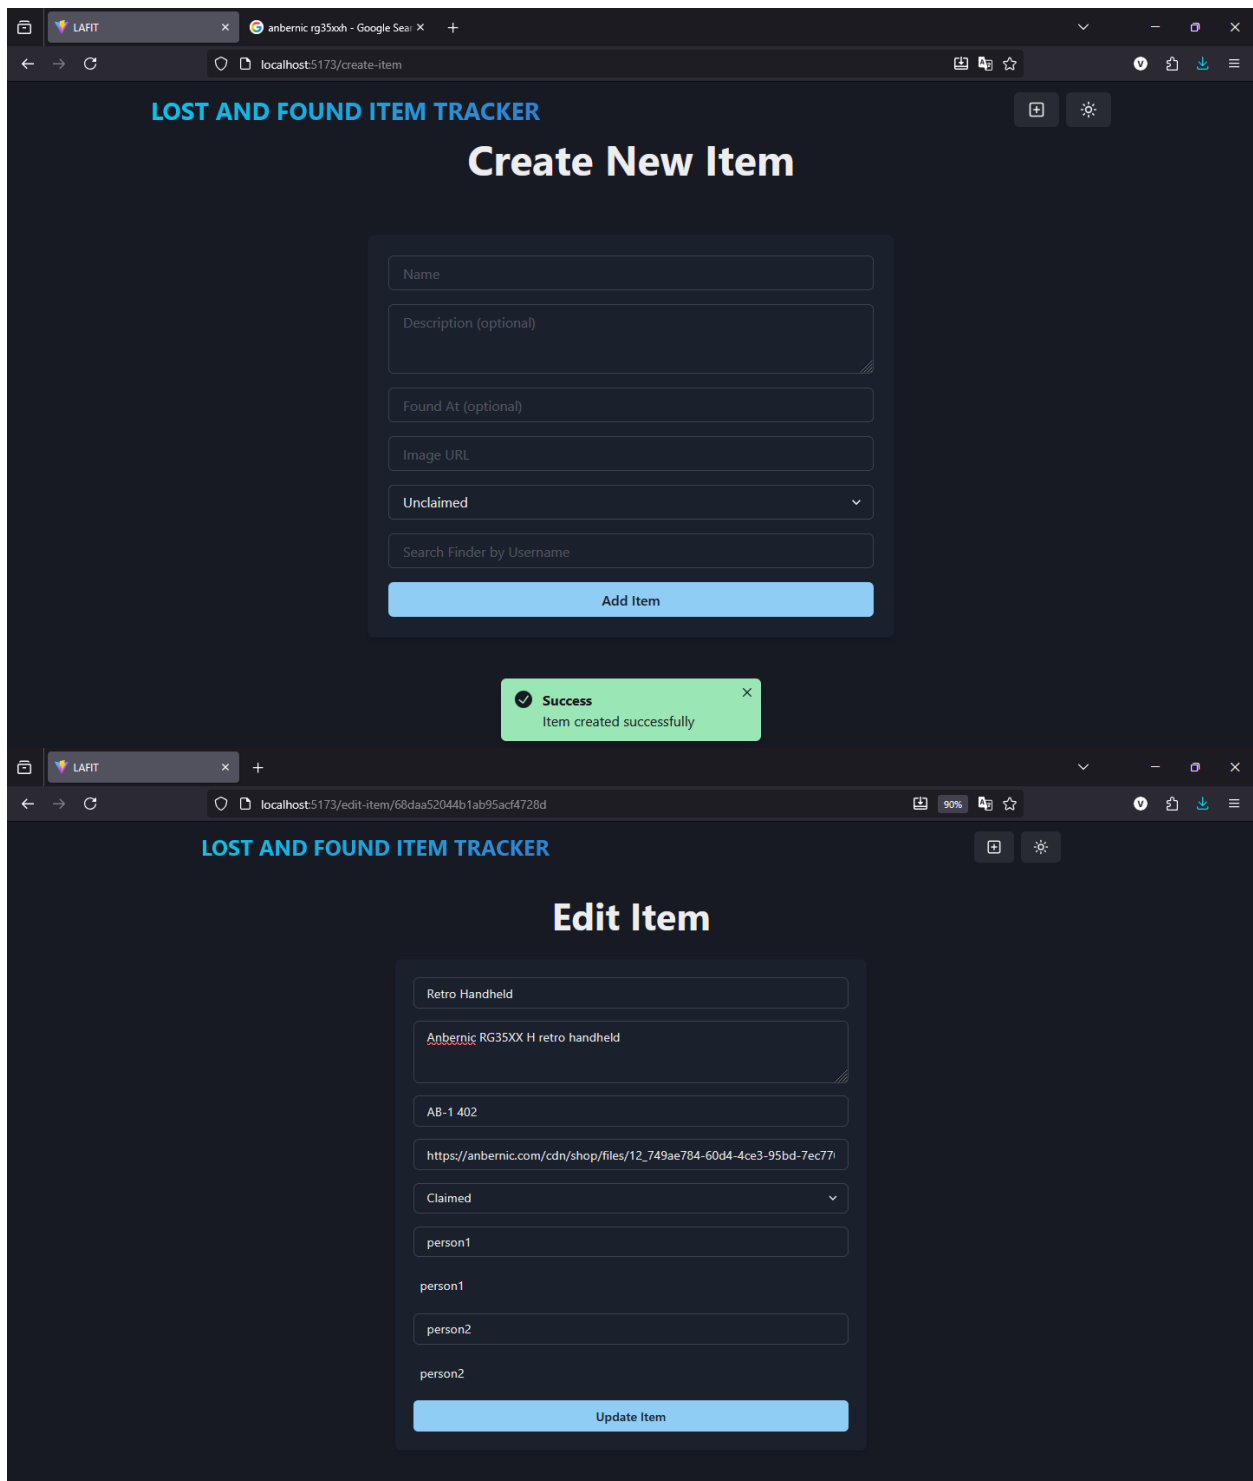 LAFIT
anbernic rg35xxh - Google Sear
localhost:5173/create-item
LOST AND FOUND ITEM TRACKER
Create New Item
Name
Description (optional)
Found At (optional)
Image URL
Unclaimed
Search Finder by Username
Add Item
Success
Item created successfully
LAFIT
localhost:5173/edit-item/68daa52044b1ab95acf4728d
90%
LOST AND FOUND ITEM TRACKER
Edit Item
Retro Handheld
Anbernic RG35XX H retro handheld
AB-1 402
https://anbernic.com/cdn/shop/files/12_749ae784-60d4-4ce3-95bd-7ec77
Claimed
person1
person1
person2
person2
Update Item